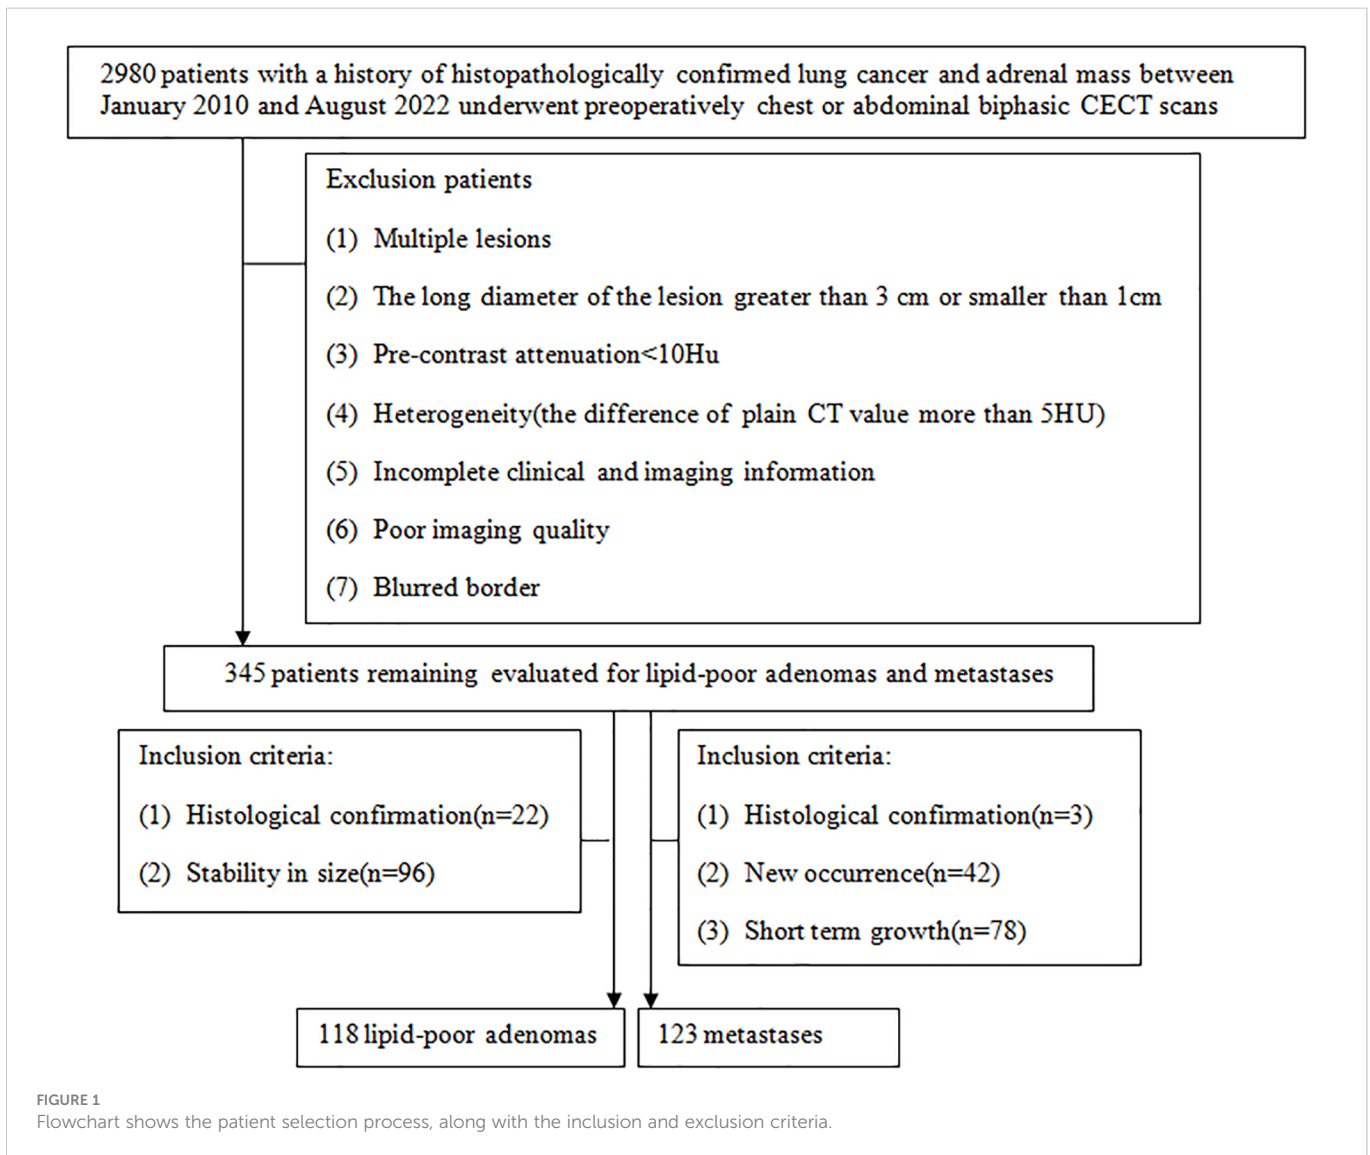 2980 patients with a history of histopathologically confirmed lung cancer and adrenal mass between
January 2010 and August 2022 underwent preoperatively chest or abdominal biphasic CECT scans
Exclusion patients
(1) Multiple lesions
(2) The long diameter of the lesion greater than 3 cm or smaller than 1cm
(3) Pre-contrast attenuation<10Hu
(4) Heterogeneity(the difference of plain CT value more than 5HU)
(5) Incomplete clinical and imaging information
(6) Poor imaging quality
(7) Blurred border
345 patients remaining evaluated for lipid-poor adenomas and metastases
Inclusion criteria:
(1) Histological confirmation(n=22)
(2) Stability in size(n=96)
Inclusion criteria:
(1) Histological confirmation(n=3)
(2) New occurrence(n=42)
(3) Short term growth(n=78)
118 lipid-poor adenomas
123 metastases
FIGURE 1
Flowchart shows the patient selection process, along with the inclusion and exclusion criteria.